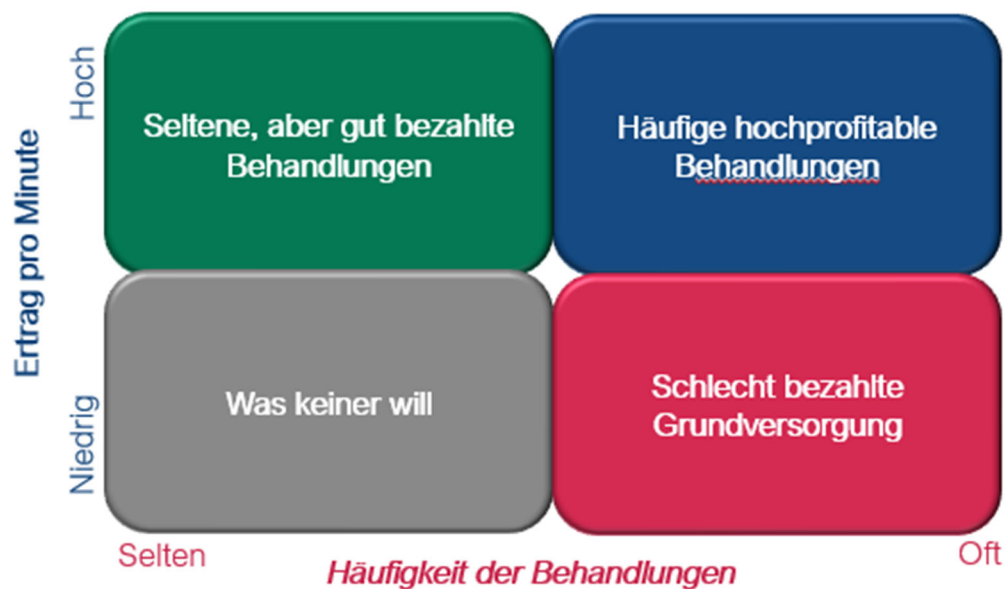 Hoch
Ertrag pro Minute
Niedrig
Seltene, aber gut bezahlte
Behandlungen
Häufige hochprofitable
Behandlungen
Was keiner will
Schlecht bezahlte
Grundversorgung
Selten
Oft
Häufigkeit der Behandlungen